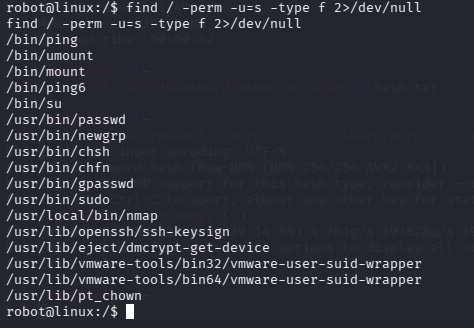 robot@linux:/$ find / -perm -u=s -type f 2>/dev/null
find / -perm -u=s -type f 2>/dev/null
/bin/ping
/bin/umount
/bin/mount
/bin/ping6
/bin/su
/usr/bin/passwd
/usr/bin/newgrp
/usr/bin/chsh
/usr/bin/chfn
/usr/bin/gpasswd
/usr/bin/sudo
/usr/local/bin/nmap
/usr/lib/openssh/ssh-keysign
/usr/lib/eject/dmcrypt-get-device
/usr/lib/vmware-tools/bin32/vmware-user-suid-wrapper
/usr/lib/vmware-tools/bin64/vmware-user-suid-wrapper
/usr/lib/pt_chown
robot@linux:/$